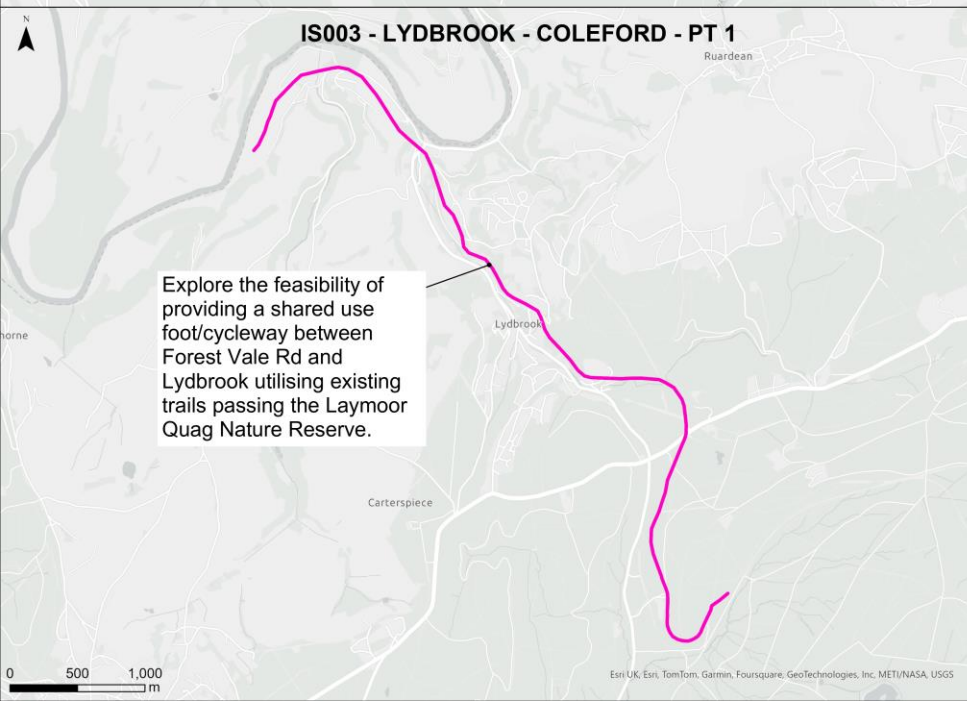 N
IS003 - LYDBROOK - COLEFORD - PT 1
Ruardean
Explore the feasibility of
providing a shared use
foot/cycleway between
Forest Vale Rd and
Lydbrook utilising existing
trails passing the Laymoor
Quag Nature Reserve.
Lydbrook
horne
Carterspiece
0 500 1,000
m
Esri UK, Esri, TomTom, Garmin, Foursquare, GeoTechnologies, Inc, METI/NASA, USGS